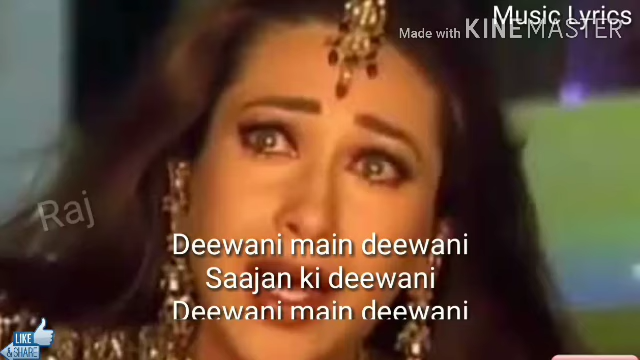 Music Lyrics
Made with KINEMASTER
Raj
Deewani main deewani
Saajan ki deewani
Deewani main deewani
LIKE
& SHARE